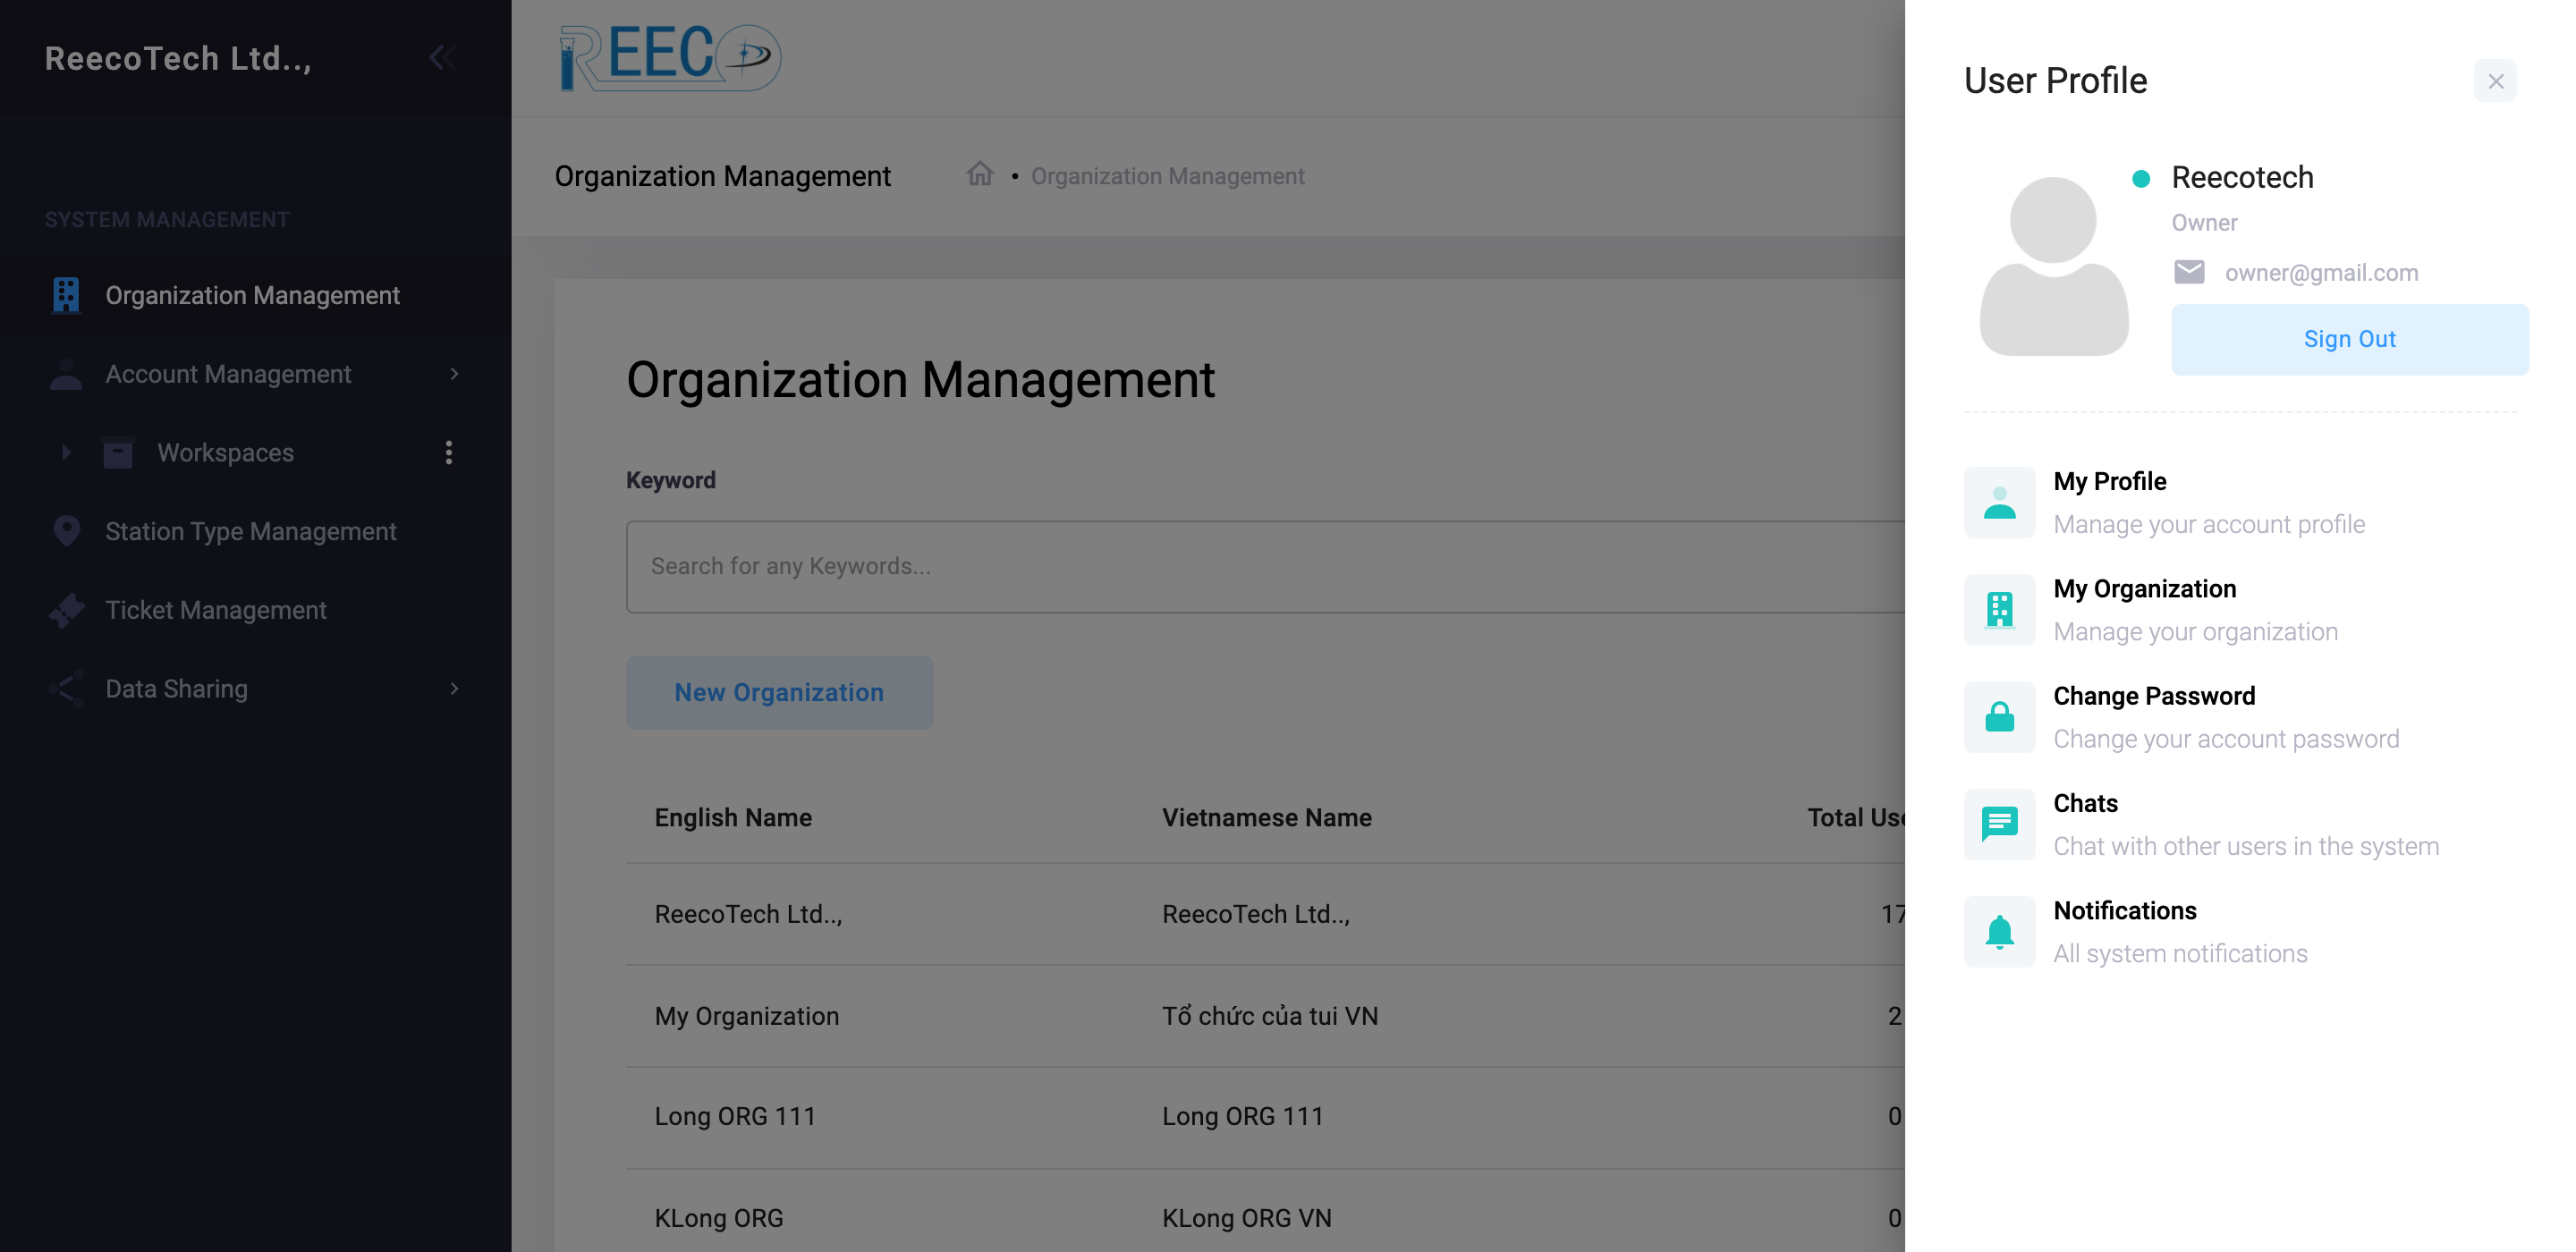 ReecoTech Ltd..,
SYSTEM MANAGEMENT
Organization Management
Account Management
Workspaces
Station Type Management
Ticket Management
Data Sharing
REECO
Organization Management
Organization Management
Organization Management
Keyword
Search for any Keywords...
New Organization
English Name Vietnamese Name Total
ReecoTech Ltd.., ReecoTech Ltd.., 17
My Organization Tổ chức của tui VN 2
Long ORG 111 Long ORG 111 0
KLong ORG KLong ORG VN 0
User Profile
Reecotech
Owner
owner@gmail.com
Sign Out
My Profile
Manage your account profile
My Organization
Manage your organization
Change Password
Change your account password
Chats
Chat with other users in the system
Notifications
All system notifications